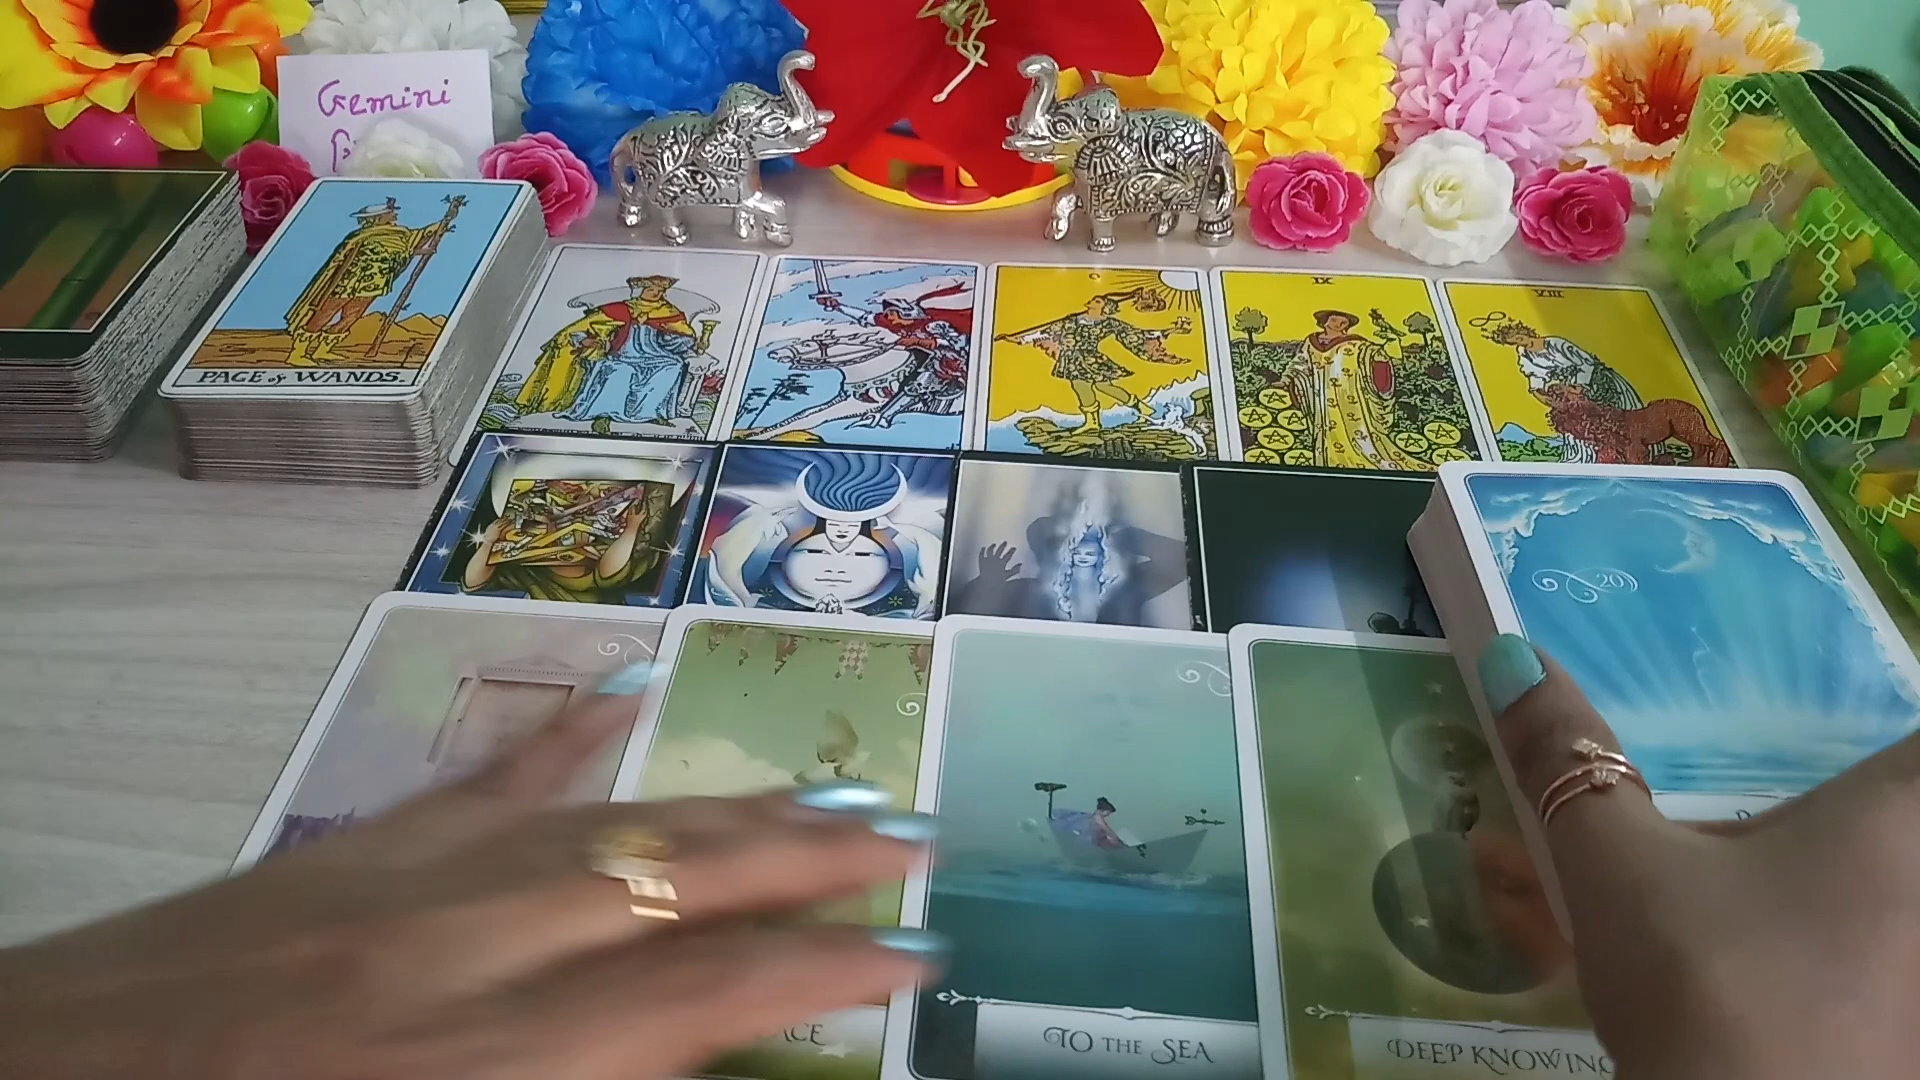 Gemini
PAGE of WANDS.
IX
VIII
20
TO THE SEA
DEEP KNOWING